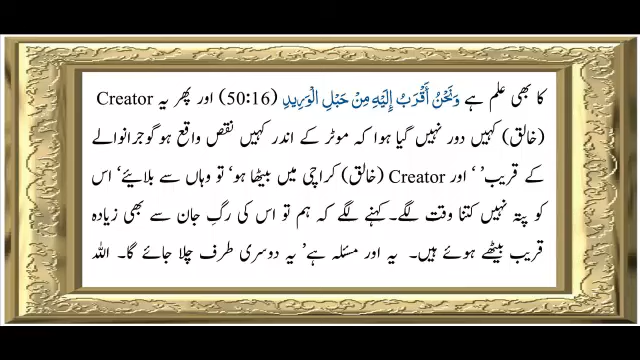 کا بھی علم ہے وَنَحْنُ أَقْرَبُ إِلَيْهِ مِنْ حَبْلِ الْوَرِيدِ (50:16) اور پھر یہ Creator
(خالق) کہیں دور نہیں گیا ہوا کہ موٹر کے اندر کہیں نقص واقع ہو گوجرانوالے
کے قریب’ ‘ اور Creator (خالق) کراچی میں بیٹھا ہو‘ تو وہاں سے بلائیے‘ اس
کو پتہ نہیں کتنا وقت لگے۔ کہنے لگے کہ ہم تو اس کی رگِ جان سے بھی زیادہ
قریب بیٹھے ہوئے ہیں۔ یہ اور مسئلہ ہے’ یہ دوسری طرف چلا جائے گا۔ اللہ